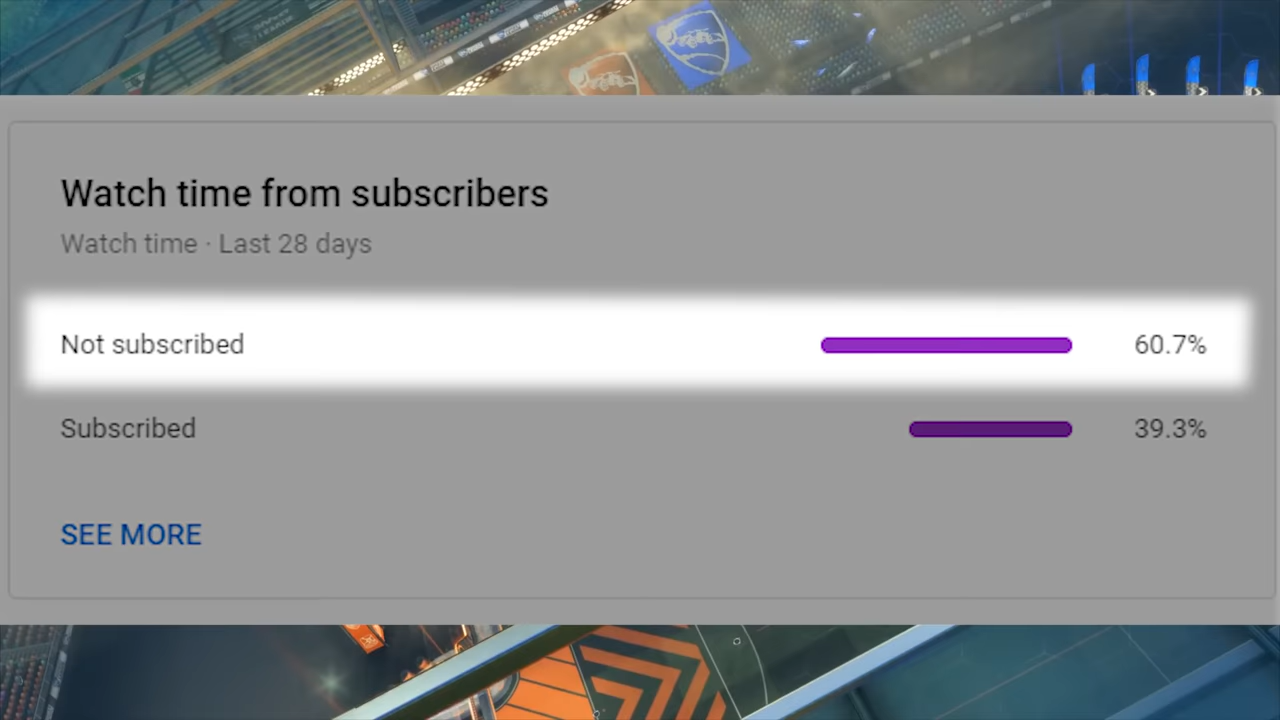 Watch time from subscribers
Watch time · Last 28 days
Not subscribed 60.7%
Subscribed 39.3%
SEE MORE